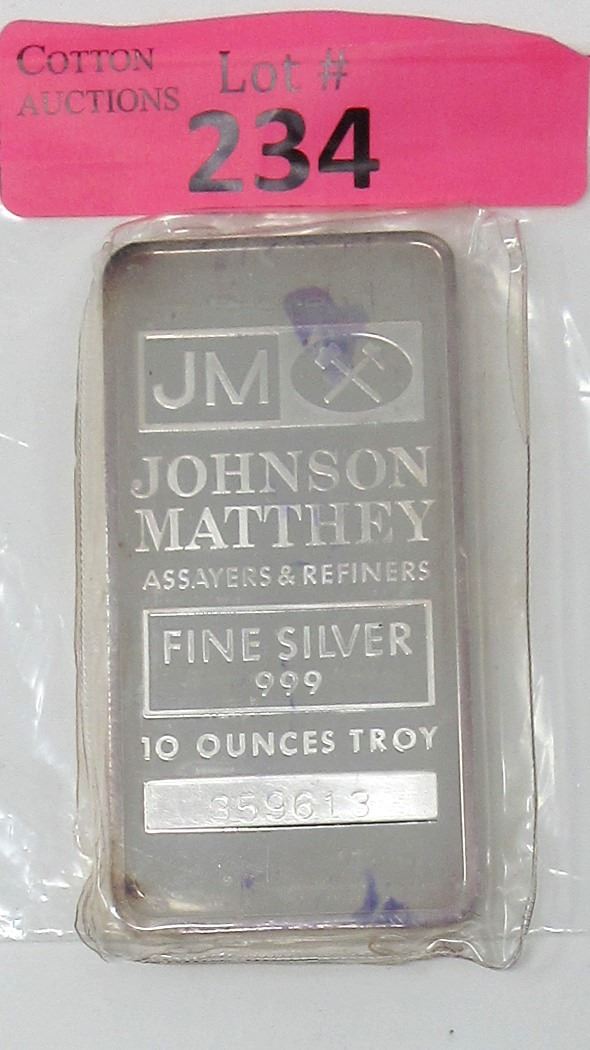 COTTON
AUCTIONS
Lot #
234
JM
JOHNSON
MATTHEY
ASSAYERS & REFINERS
FINE SILVER
999
10 OUNCES TROY
359613